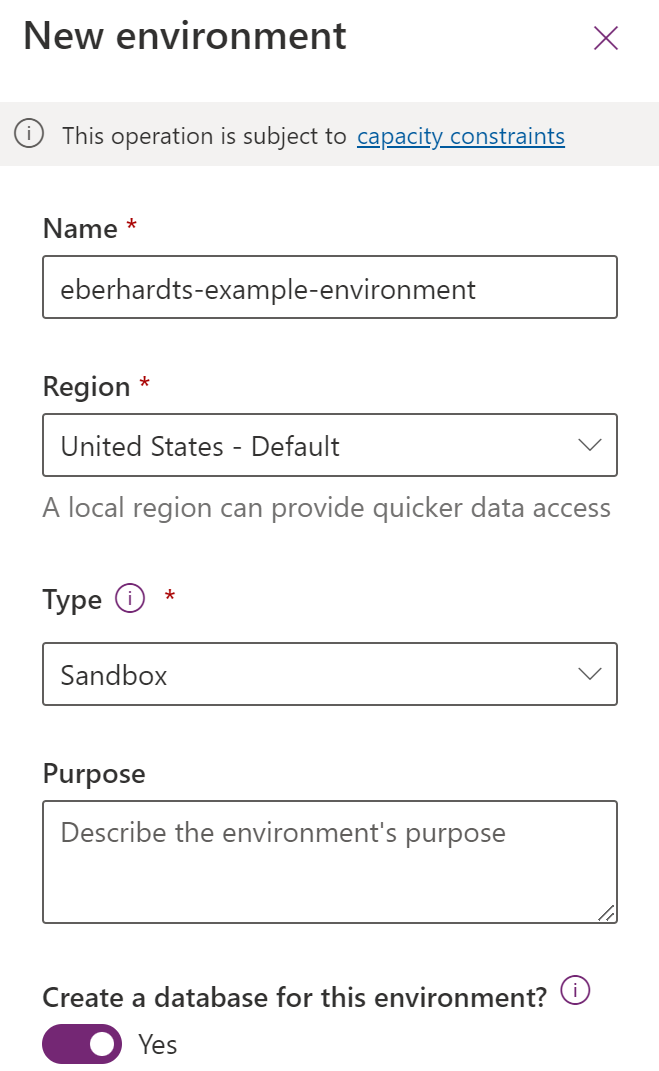 New environment
This operation is subject to capacity constraints
Name *
eberhardts-example-environment
Region *
United States - Default
A local region can provide quicker data access
Type *
Sandbox
Purpose
Describe the environment's purpose
Create a database for this environment?
Yes